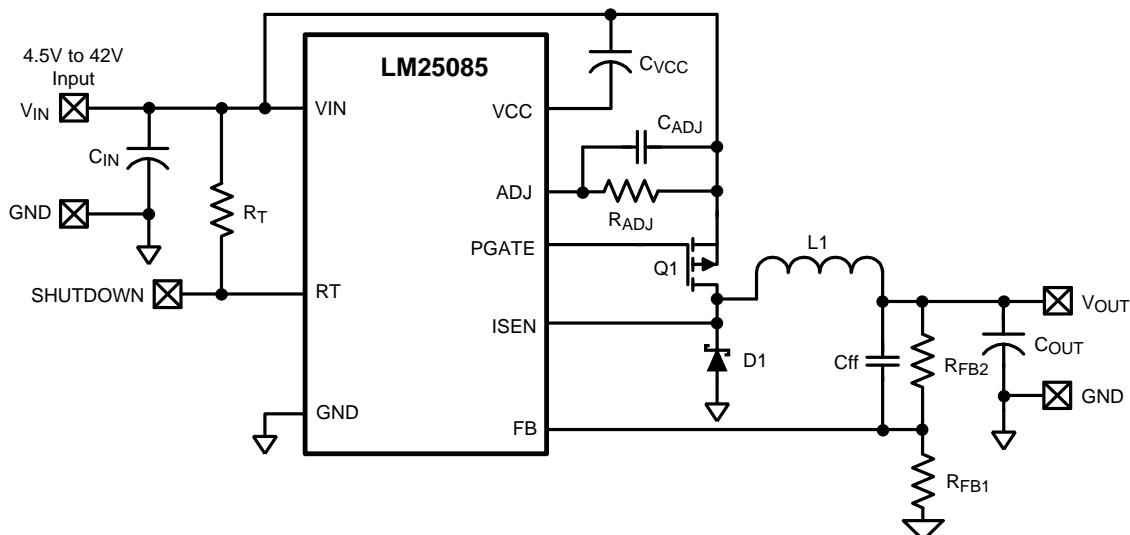 4.5V to 42V
Input
LM25085
CVCC
VIN
VIN
VCC
CADJ
CIN
ADJ
GND
RT
RADJ
L1
PGATE
Q1
SHUTDOWN
RT
VOUT
ISEN
COUT
D1
Cff
RFB2
GND
GND
FB
RFB1